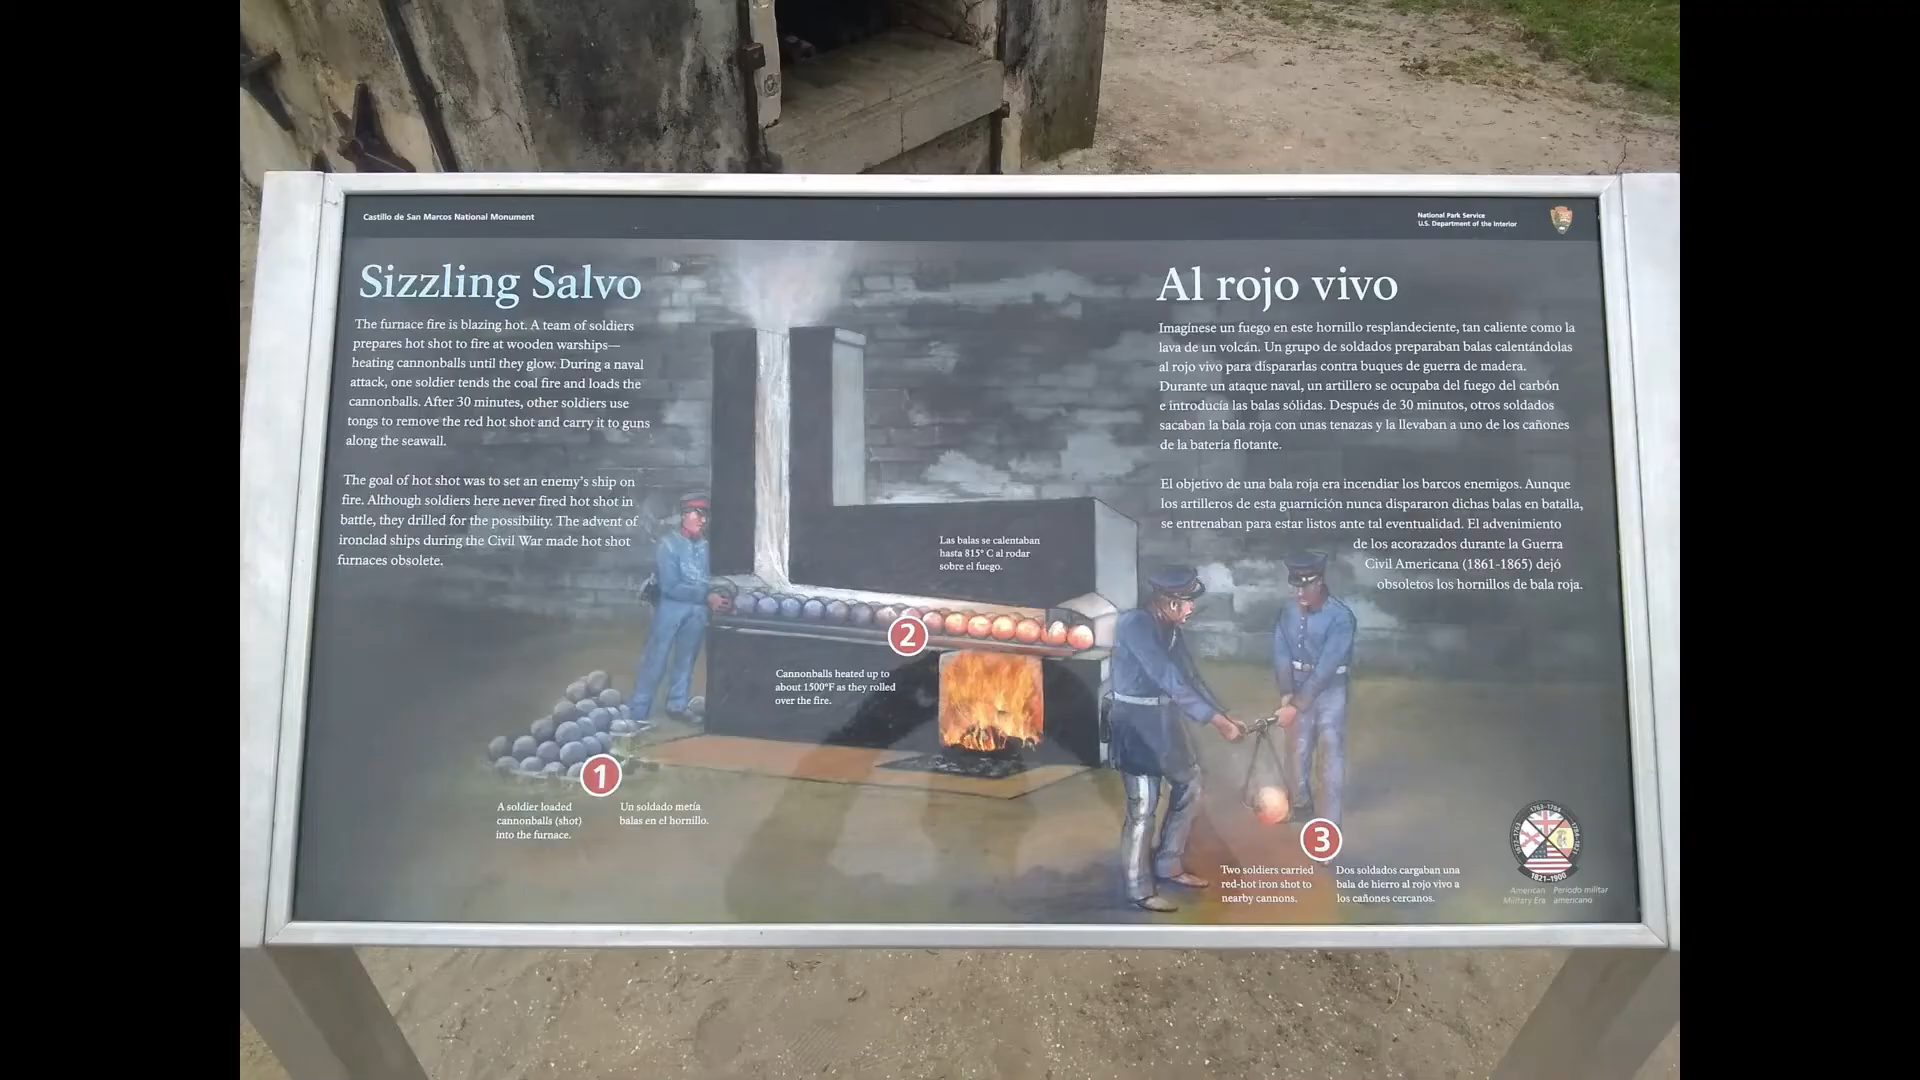 Castillo de San Marcos National Monument
National Park Service
U.S. Department of the Interior
Sizzling Salvo
The furnace fire is blazing hot. A team of soldiers
prepares hot shot to fire at wooden warships—
heating cannonballs until they glow. During a naval
attack, one soldier tends the coal fire and loads the
cannonballs. After 30 minutes, other soldiers use
tongs to remove the red hot shot and carry it to guns
along the seawall.
The goal of hot shot was to set an enemy's ship on
fire. Although soldiers here never fired hot shot in
battle, they drilled for the possibility. The advent of
ironclad ships during the Civil War made hot shot
furnaces obsolete.
Al rojo vivo
Imagínese un fuego en este hornillo resplandeciente, tan caliente como la
lava de un volcán. Un grupo de soldados preparaban balas calentándolas
al rojo vivo para dispararlas contra buques de guerra de madera.
Durante un ataque naval, un artillero se ocupaba del fuego del carbón
e introducía las balas sólidas. Después de 30 minutos, otros soldados
sacaban la bala roja con unas tenazas y la llevaban a uno de los cañones
de la batería flotante.
El objetivo de una bala roja era incendiar los barcos enemigos. Aunque
los artilleros de esta guarnición nunca dispararon dichas balas en batalla,
se entrenaban para estar listos ante tal eventualidad. El advenimiento
de los acorazados durante la Guerra
Civil Americana (1861-1865) dejó
obsoletos los hornillos de bala roja.
Las balas se calentaban
hasta 815° C al rodar
sobre el fuego.
2
Cannonballs heated up to
about 1500°F as they rolled
over the fire.
1
A soldier loaded
cannonballs (shot)
into the furnace.
Un soldado metía
balas en el hornillo.
3
Two soldiers carried
red-hot iron shot to
nearby cannons.
Dos soldados cargaban una
bala de hierro al rojo vivo a
los cañones cercanos.
1763-1784
1784-1821
1821-1900
1672-1763
American
Military Era
Período militar
americano